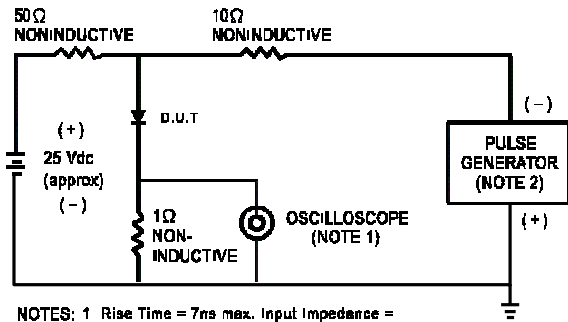 50Ω
NONINDUCTIVE
10Ω
NONINDUCTIVE
D.U.T
(+)
25 Vdc
(approx)
(−)
1Ω
NON-
INDUCTIVE
OSCILLOSCOPE
(NOTE 1)
(−)
PULSE
GENERATOR
(NOTE 2)
(+)
NOTES: 1 Rise Time = 7ns max. Input Impedance =